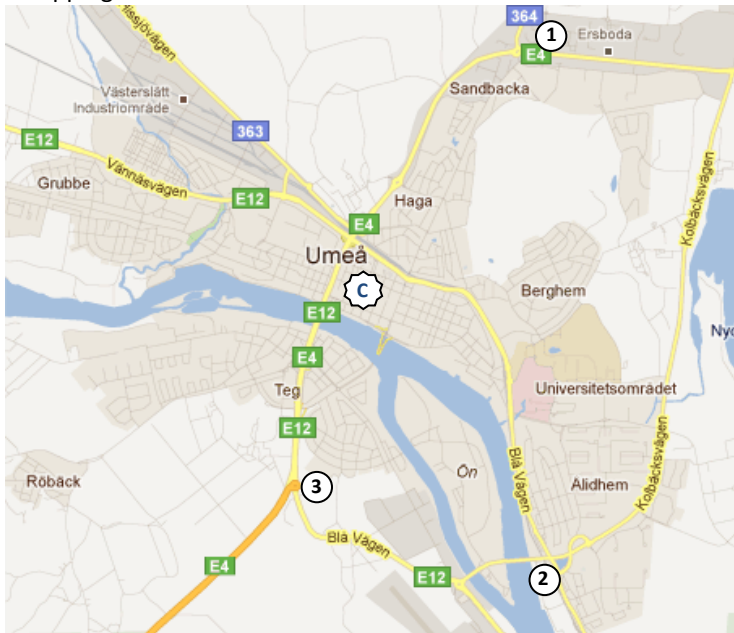 364
1
Ersboda
E4
Hissjövägen
Sandbacka
Västerslätt
Industriområde
363
E12
Vännäsvägen
Grubbe
E12
Kolbäcksvägen
Haga
E4
Umeå
C
Berghem
E12
E4
Teg
Universitetsområdet
E12
Blå Vägen
Ön
Röbäck
3
Alidhem
Kolbäcksvägen
Blå Vägen
E4
E12
2